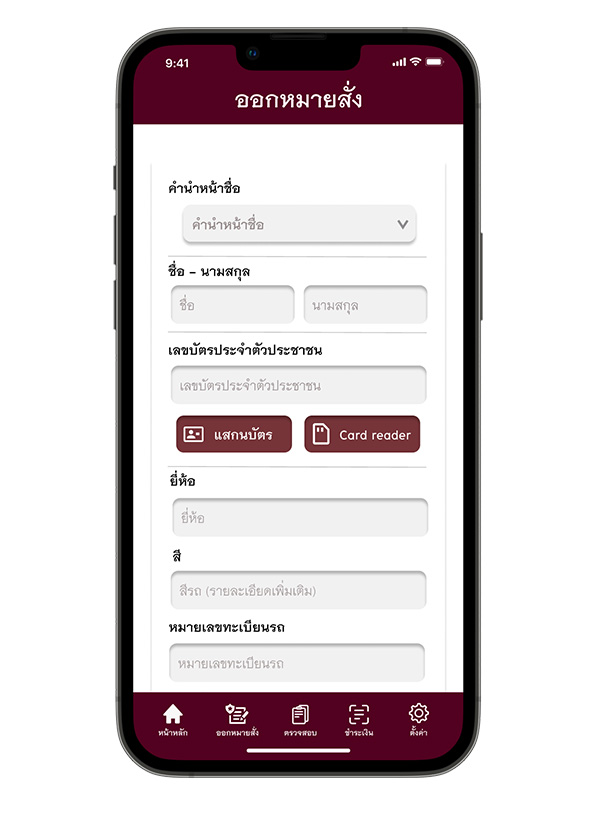 9:41
ออกหมายสั่ง
คำนำหน้าชื่อ
คำนำหน้าชื่อ
ชื่อ – นามสกุล
ชื่อ นามสกุล
เลขบัตรประจำตัวประชาชน
เลขบัตรประจำตัวประชาชน
แสกนบัตร Card reader
ยี่ห้อ
ยี่ห้อ
สี
สีรถ (รายละเอียดเพิ่มเติม)
หมายเลขทะเบียนรถ
หมายเลขทะเบียนรถ
หน้าหลัก ออกหมายสั่ง ตรวจสอบ ชำระเงิน ตั้งค่า